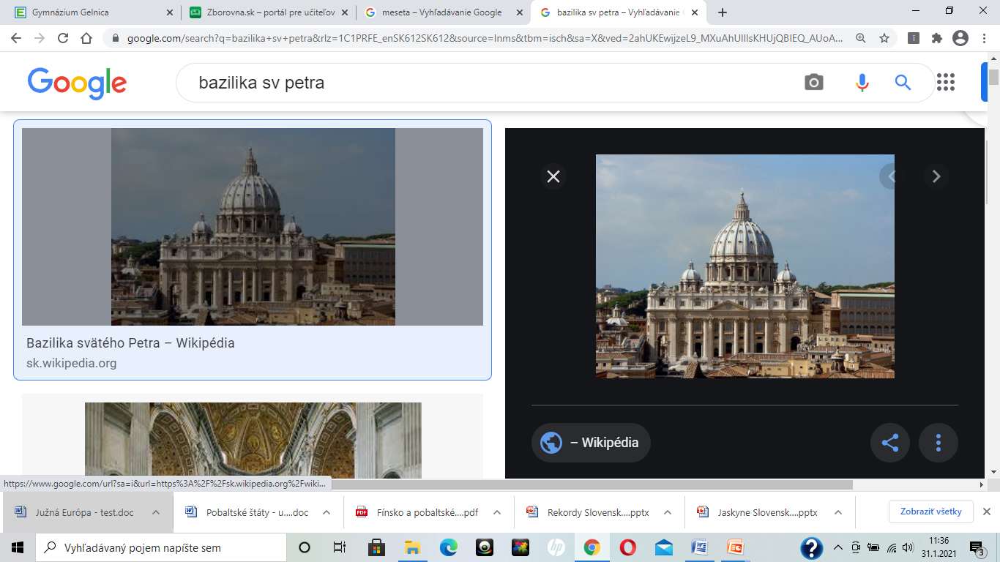 Gymnázium Gelnica
Zborovna.sk – portál pre učiteľov
meseta – Vyhľadávanie Google
bazilika sv petra – Vyhľadávanie
google.com/search?q=bazilika+sv+petra&rlz=1C1PRFE_enSK612SK612&source=lnms&tbm=isch&sa=X&ved=2ahUKEwijzeL9_MXuAhUIlIsKHUjQBIEQ_AUoA...
Google
bazilika sv petra
Bazilika svätého Petra – Wikipédia
sk.wikipedia.org
– Wikipédia
https://www.google.com/url?sa=i&url=https%3A%2F%2Fsk.wikipedia.org%2Fwiki...
Južná Európa - test.doc
Pobaltské štáty - u....doc
PDF
Fínsko a pobaltské....pdf
Rekordy Slovensk....pptx
Jaskyne Slovensk....pptx
Zobraziť všetky
Vyhľadávaný pojem napíšte sem
hp
11:36
31.1.2021
3